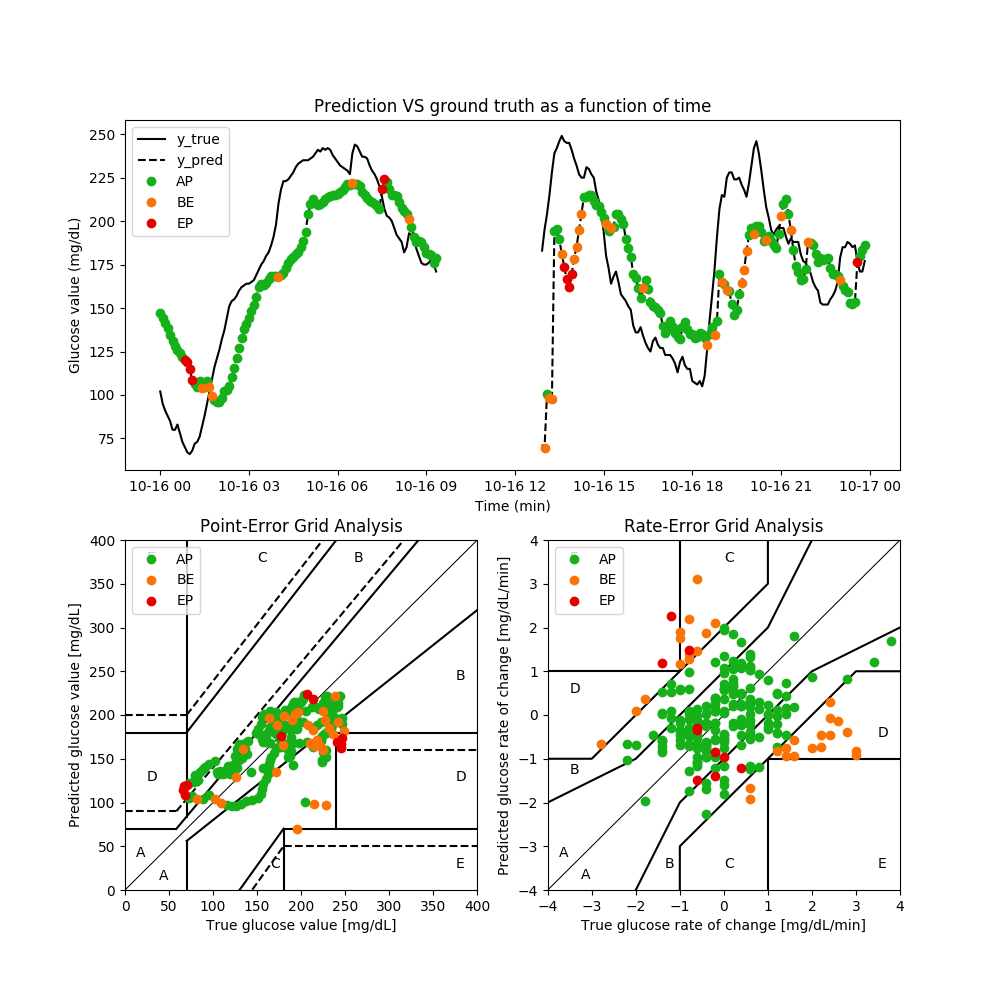 Prediction VS ground truth as a function of time
Glucose value (mg/dL)
250
225
200
175
150
125
100
75
y_true
y_pred
AP
BE
EP
10-16 00 10-16 03 10-16 06 10-16 09 10-16 12 10-16 15 10-16 18 10-16 21 10-17 00
Time (min)
Point-Error Grid Analysis
Predicted glucose value [mg/dL]
400
350
300
250
200
150
100
50
0
AP
BE
EP
C B
B
D D
A
A C E
0 50 100 150 200 250 300 350 400
True glucose value [mg/dL]
Rate-Error Grid Analysis
Predicted glucose rate of change [mg/dL/min]
4
3
2
1
0
−1
−2
−3
−4
AP
BE
EP
C
D
D
B
A
A B C E
−4 −3 −2 −1 0 1 2 3 4
True glucose rate of change [mg/dL/min]